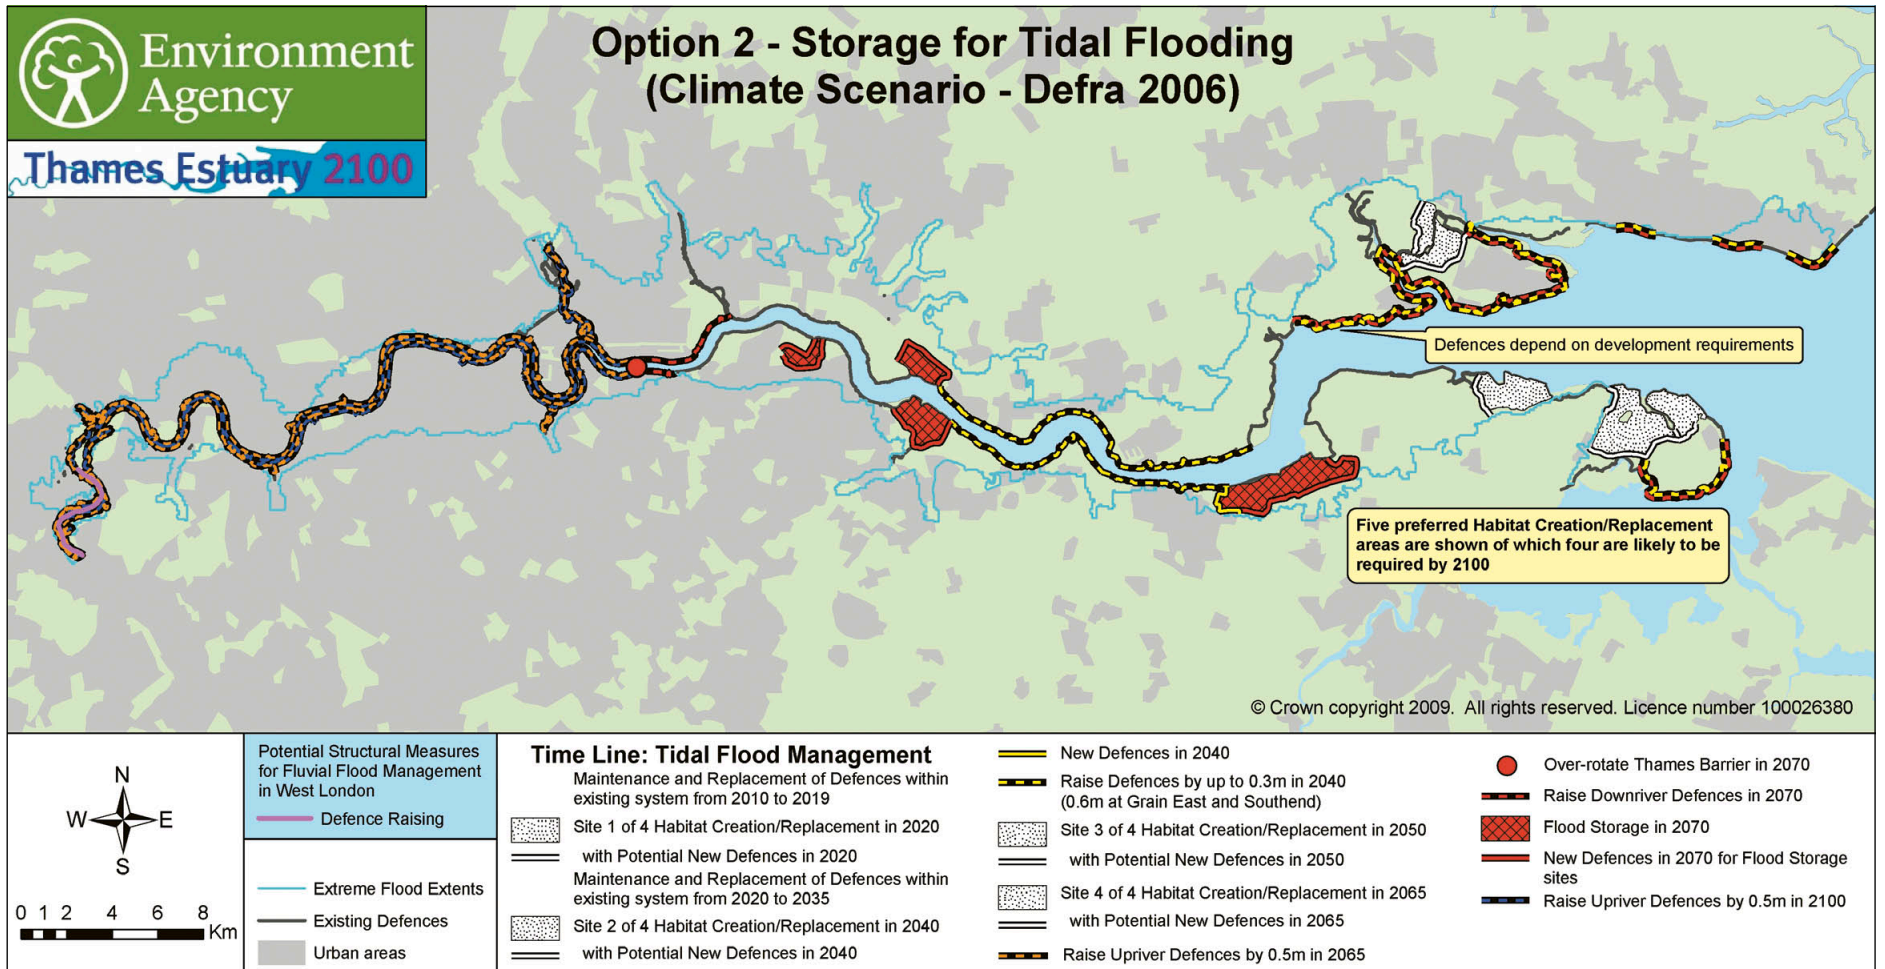 Environment
Agency
Thames Estuary 2100
Option 2 - Storage for Tidal Flooding
(Climate Scenario - Defra 2006)
Defences depend on development requirements
Five preferred Habitat Creation/Replacement
areas are shown of which four are likely to be
required by 2100
© Crown copyright 2009. All rights reserved. Licence number 100026380
N
W
E
S
0 1 2 4 6 8
Km
Potential Structural Measures
for Fluvial Flood Management
in West London
Defence Raising
Extreme Flood Extents
Existing Defences
Urban areas
Time Line: Tidal Flood Management
Maintenance and Replacement of Defences within
existing system from 2010 to 2019
Site 1 of 4 Habitat Creation/Replacement in 2020
with Potential New Defences in 2020
Maintenance and Replacement of Defences within
existing system from 2020 to 2035
Site 2 of 4 Habitat Creation/Replacement in 2040
with Potential New Defences in 2040
New Defences in 2040
Raise Defences by up to 0.3m in 2040
(0.6m at Grain East and Southend)
Site 3 of 4 Habitat Creation/Replacement in 2050
with Potential New Defences in 2050
Site 4 of 4 Habitat Creation/Replacement in 2065
with Potential New Defences in 2065
Raise Upriver Defences by 0.5m in 2065
Over-rotate Thames Barrier in 2070
Raise Downriver Defences in 2070
Flood Storage in 2070
New Defences in 2070 for Flood Storage
sites
Raise Upriver Defences by 0.5m in 2100